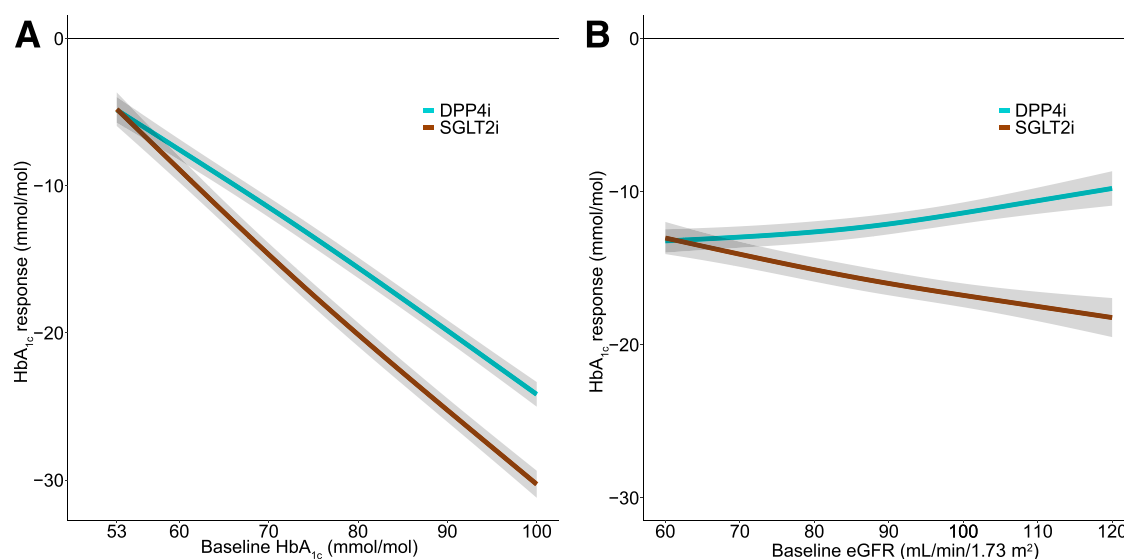 A
0
−10
−20
−30
HbA1c response (mmol/mol)
DPP4i
SGLT2i
53 60 70 80 90 100
Baseline HbA1c (mmol/mol)
B
0
−10
−20
−30
HbA1c response (mmol/mol)
DPP4i
SGLT2i
60 70 80 90 100 110 120
Baseline eGFR (mL/min/1.73 m²)